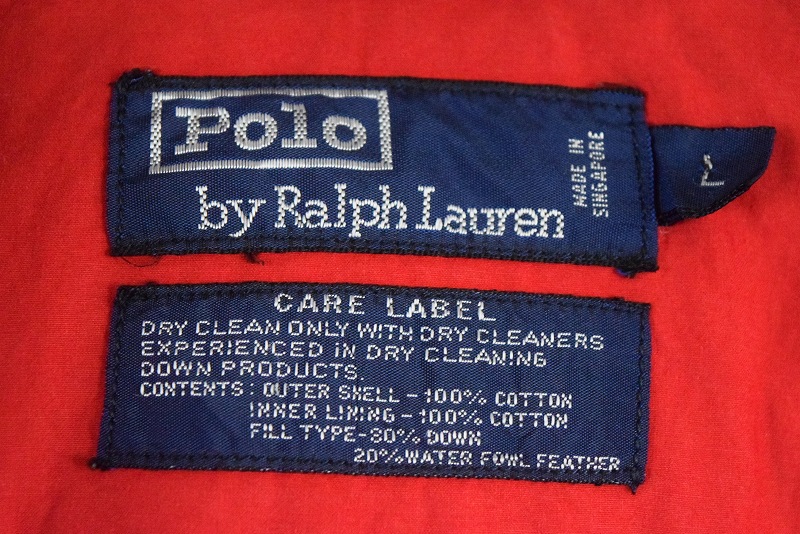 Polo
by Ralph Lauren
MADE IN
SINGAPORE
L
CARE LABEL
DRY CLEAN ONLY WITH DRY CLEANERS
EXPERIENCED IN DRY CLEANING
DOWN PRODUCTS.
CONTENTS: OUTER SHELL-100% COTTON
INNER LINING-100% COTTON
FILL TYPE-80% DOWN
20% WATER FOWL FEATHER